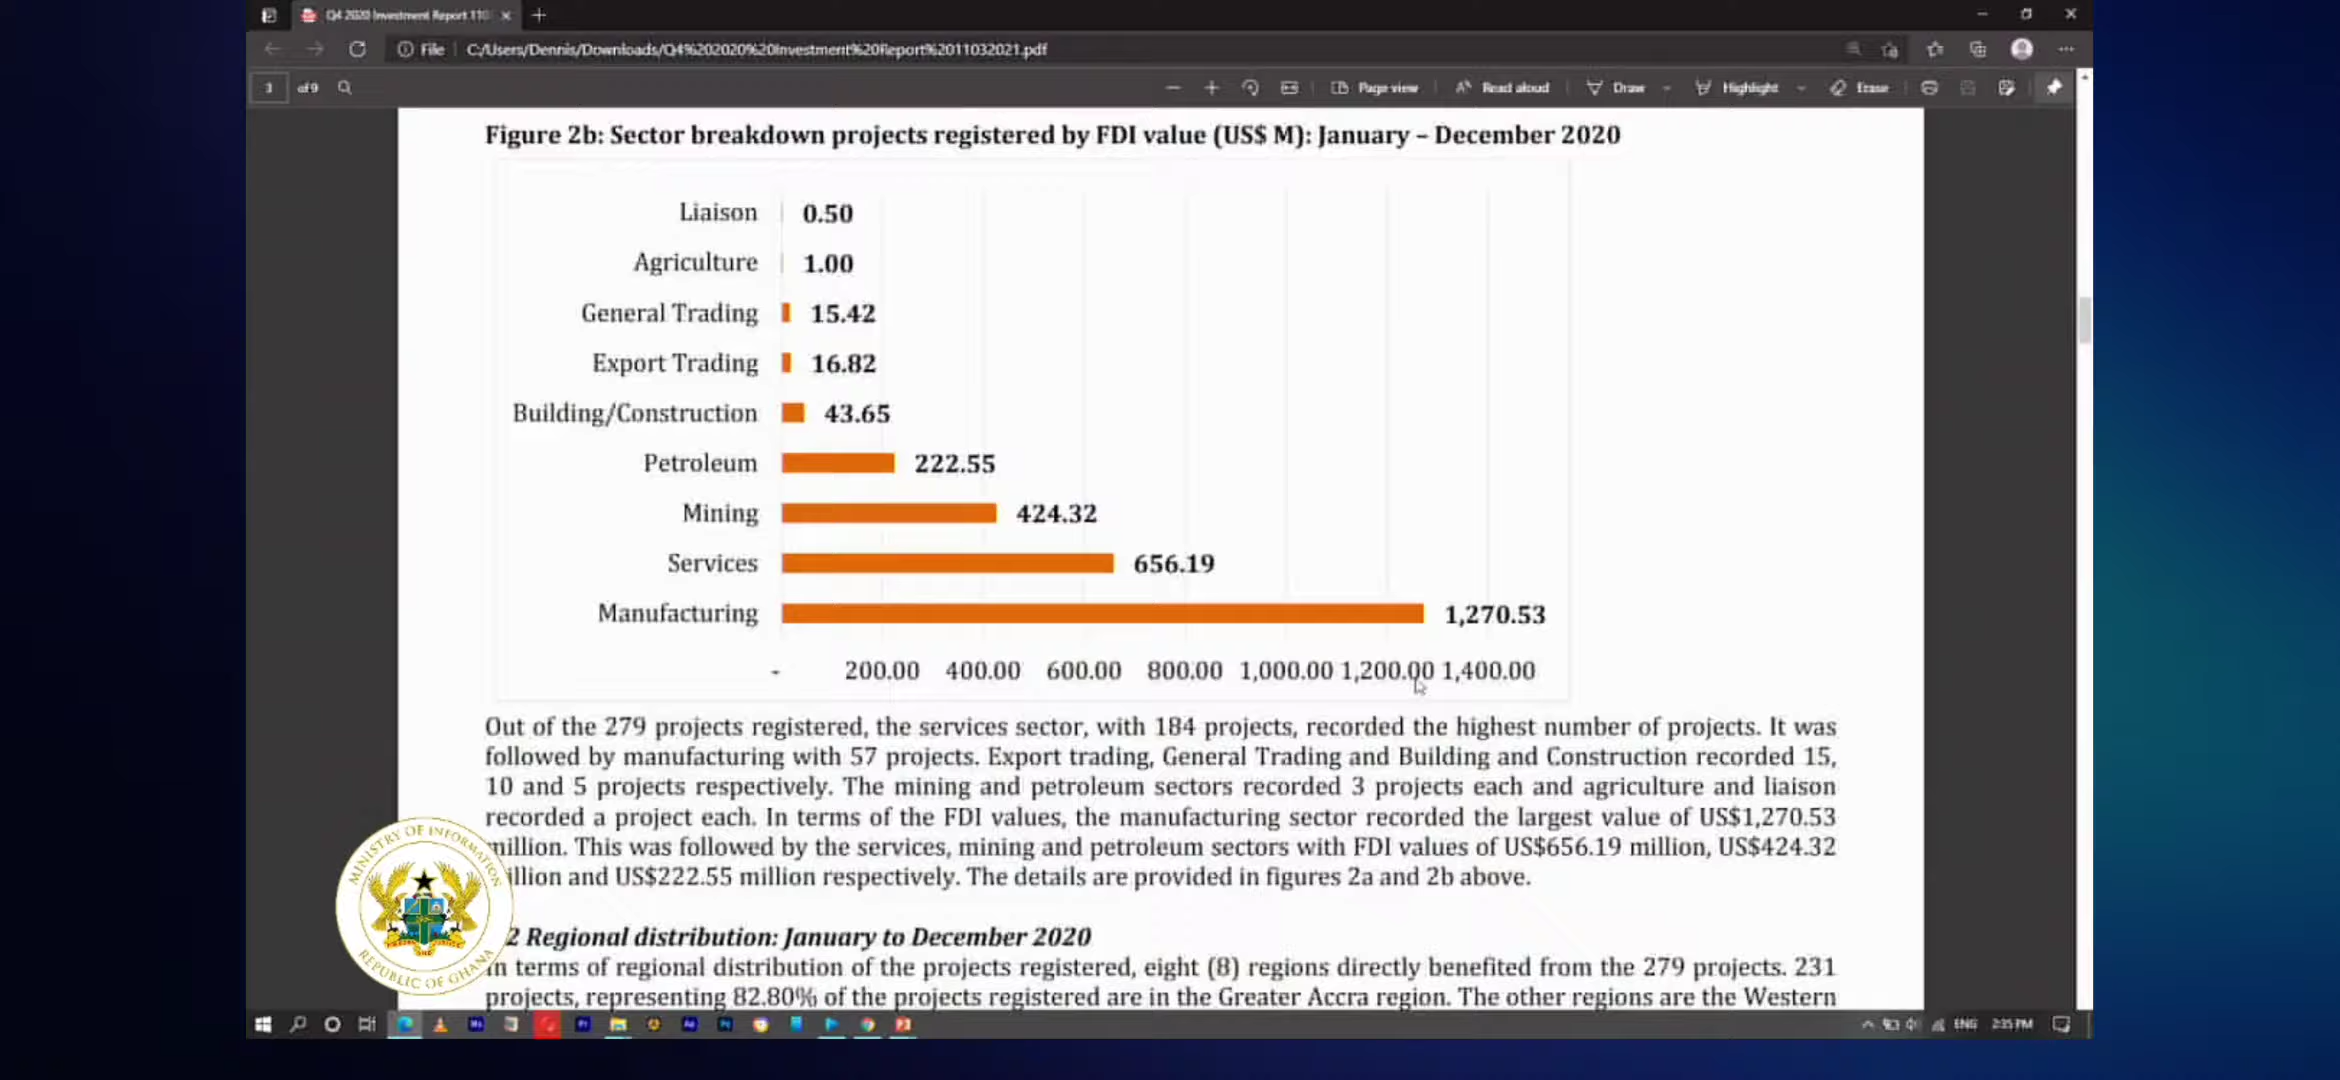 Q4 2020 Investment Report 110
File
C:/Users/Dennis/Downloads/Q4%202020%20Investment%20Report%2011032021.pdf
3 of 9
Page view
Read aloud
Draw
Highlight
Erase
Figure 2b: Sector breakdown projects registered by FDI value (US$ M): January – December 2020
Liaison 0.50
Agriculture 1.00
General Trading 15.42
Export Trading 16.82
Building/Construction 43.65
Petroleum 222.55
Mining 424.32
Services 656.19
Manufacturing 1,270.53
- 200.00 400.00 600.00 800.00 1,000.00 1,200.00 1,400.00
Out of the 279 projects registered, the services sector, with 184 projects, recorded the highest number of projects. It was
followed by manufacturing with 57 projects. Export trading, General Trading and Building and Construction recorded 15,
10 and 5 projects respectively. The mining and petroleum sectors recorded 3 projects each and agriculture and liaison
recorded a project each. In terms of the FDI values, the manufacturing sector recorded the largest value of US$1,270.53
million. This was followed by the services, mining and petroleum sectors with FDI values of US$656.19 million, US$424.32
illion and US$222.55 million respectively. The details are provided in figures 2a and 2b above.
2 Regional distribution: January to December 2020
In terms of regional distribution of the projects registered, eight (8) regions directly benefited from the 279 projects. 231
projects, representing 82.80% of the projects registered are in the Greater Accra region. The other regions are the Western
MINISTRY OF INFORMATION
REPUBLIC OF GHANA
ENG 2:35 PM